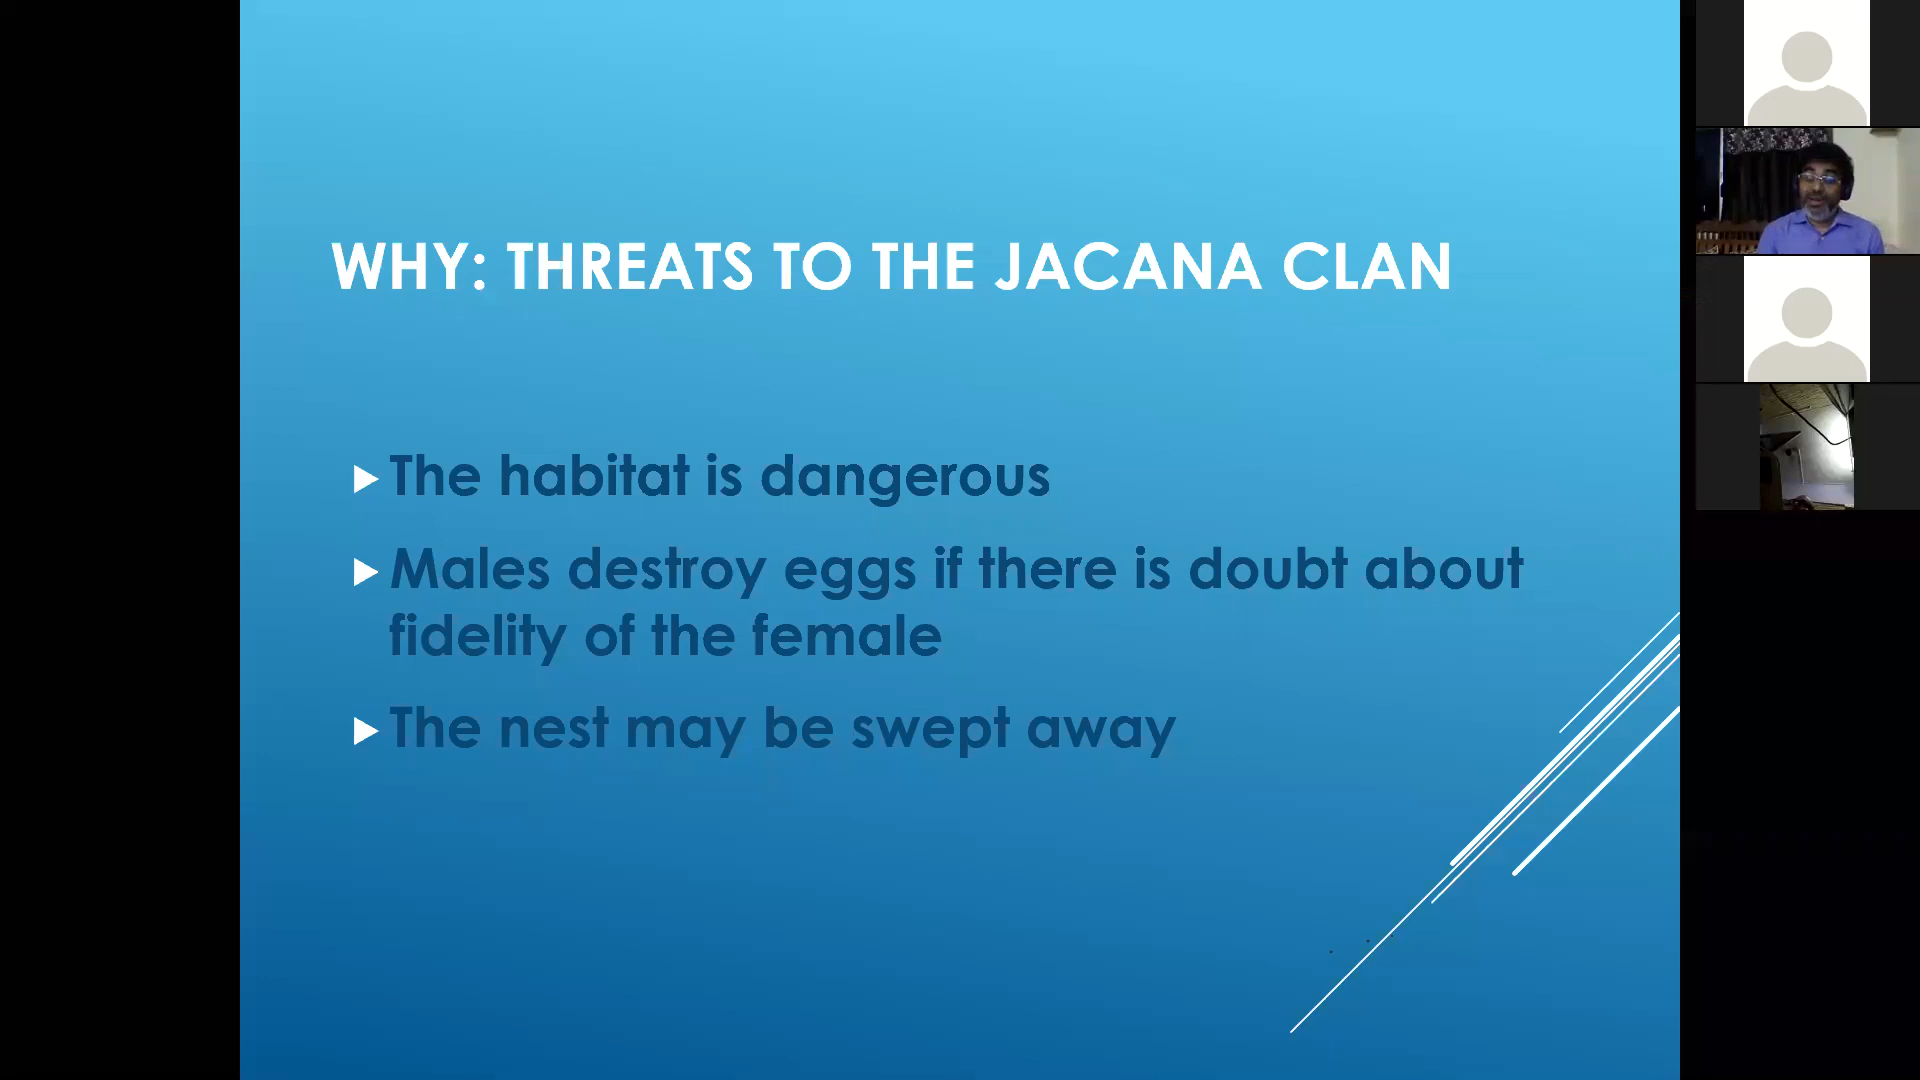 WHY: THREATS TO THE JACANA CLAN
The habitat is dangerous
Males destroy eggs if there is doubt about
fidelity of the female
The nest may be swept away